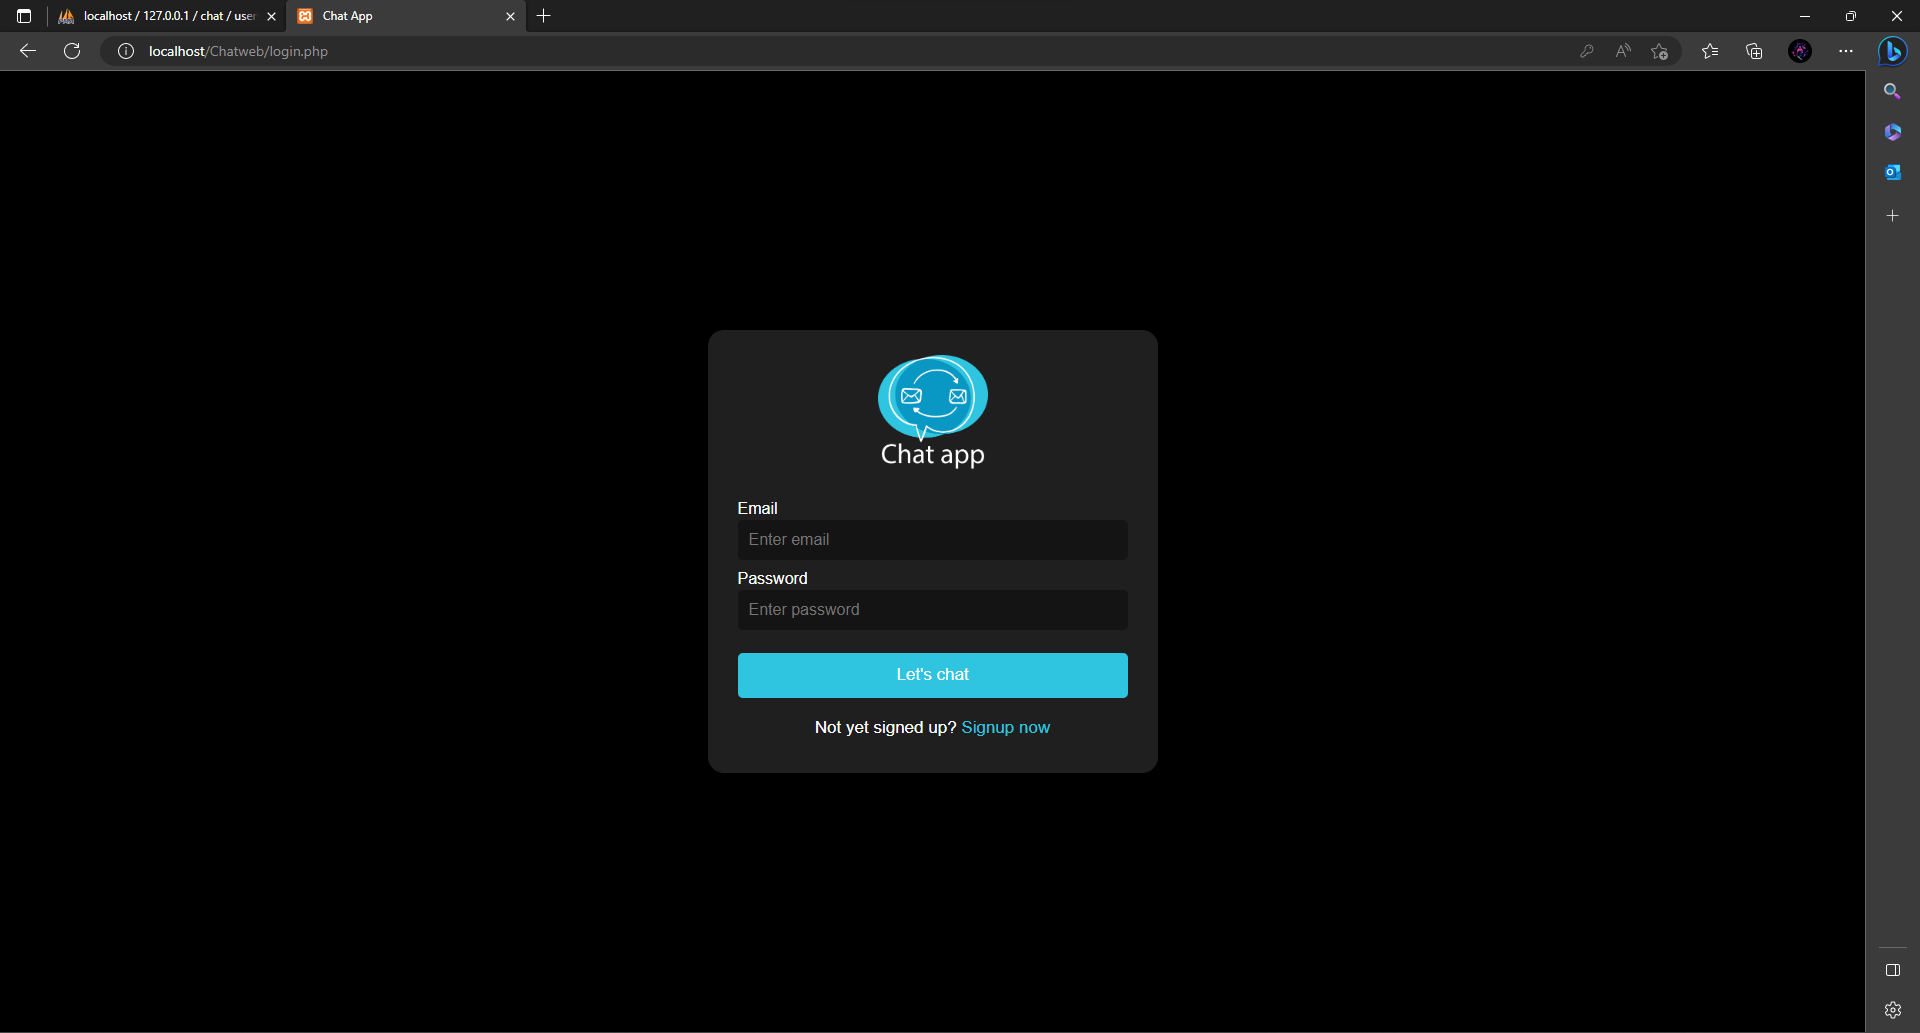 localhost / 127.0.0.1 / chat / user
Chat App
localhost/Chatweb/login.php
Chat app
Email
Enter email
Password
Enter password
Let's chat
Not yet signed up? Signup now